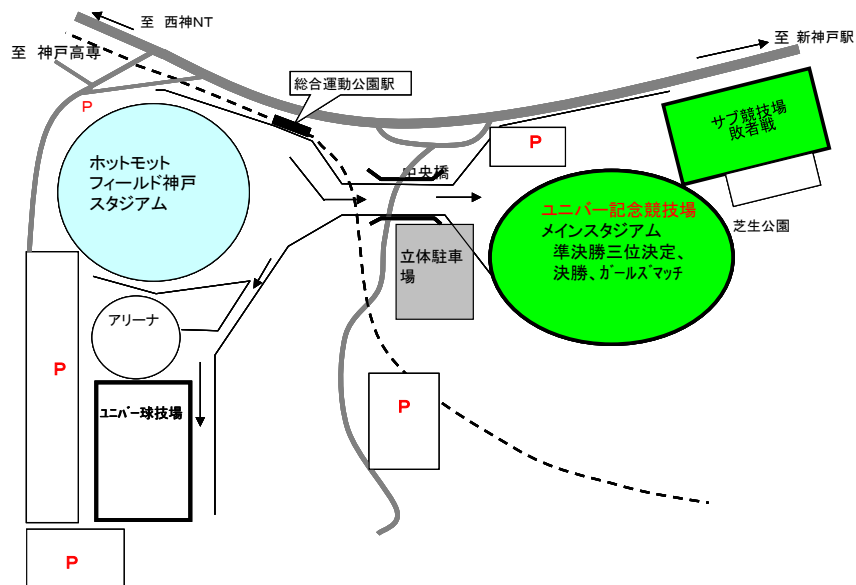 至 西神NT
至 新神戸駅
至 神戸高専
総合運動公園駅
P
サブ競技場
敗者戦
P
ホットモット
フィールド神戸
スタジアム
中央橋
ユニバー記念競技場
メインスタジアム
準決勝三位決定、
決勝、ガールズマッチ
芝生公園
立体駐車
場
アリーナ
P
P
ユニバー球技場
P